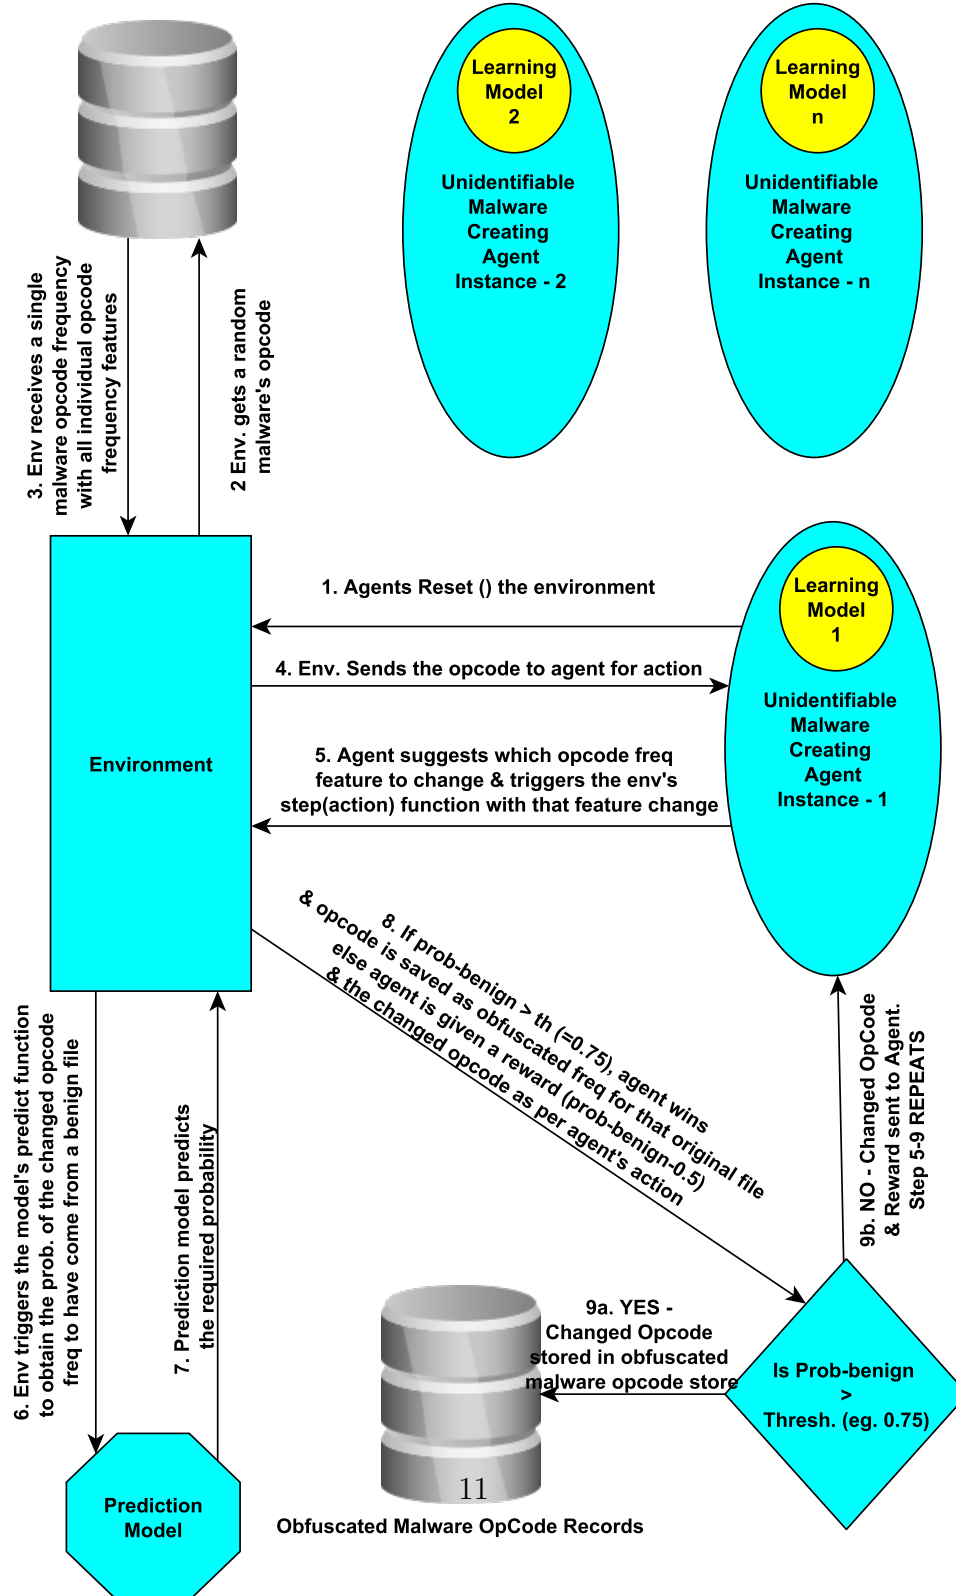 Learning
Model
2
Unidentifiable
Malware
Creating
Agent
Instance - 2
Learning
Model
n
Unidentifiable
Malware
Creating
Agent
Instance - n
3. Env receives a single
malware opcode frequency
with all individual opcode
frequency features
2 Env. gets a random
malware's opcode
1. Agents Reset () the environment
Learning
Model
1
Unidentifiable
Malware
Creating
Agent
Instance - 1
4. Env. Sends the opcode to agent for action
Environment
5. Agent suggests which opcode freq
feature to change & triggers the env's
step(action) function with that feature change
8. If prob-benign > th (=0.75), agent wins
& opcode is saved as obfuscated freq for that original file
else agent is given a reward (prob-benign-0.5)
& the changed opcode as per agent's action
9b. NO - Changed OpCode
& Reward sent to Agent.
Step 5-9 REPEATS
6. Env triggers the model's predict function
to obtain the prob. of the changed opcode
freq to have come from a benign file
7. Prediction model predicts
the required probability
9a. YES -
Changed Opcode
stored in obfuscated
malware opcode store
Is Prob-benign
>
Thresh. (eg. 0.75)
11
Obfuscated Malware OpCode Records
Prediction
Model